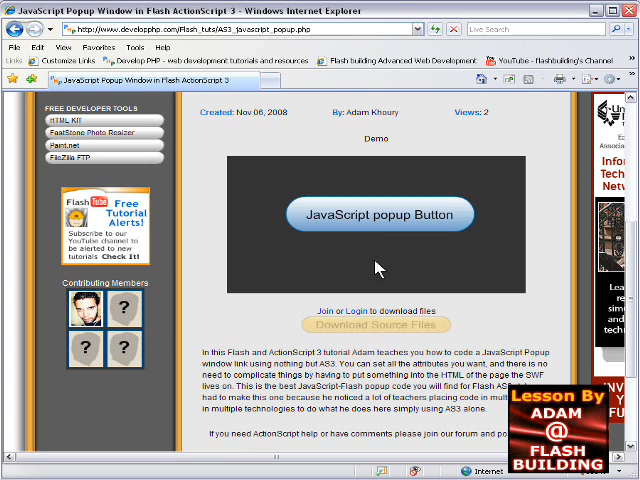 JavaScript Popup Window in Flash ActionScript 3 - Windows Internet Explorer
http://www.developphp.com/Flash_tuts/AS3_javascript_popup.php
Live Search
File Edit View Favorites Tools Help
Links Customize Links Develop PHP - web development tutorials and resources Flash building Advanced Web Development YouTube - flashbuilding's Channel
JavaScript Popup Window in Flash ActionScript 3
FREE DEVELOPER TOOLS
HTML KIT
FastStone Photo Resizer
Paint.net
FileZilla FTP
Flash Tube
Free
Tutorial
Alerts!
Subscribe to our
YouTube channel to
be alerted to new
tutorials Check It!
Contributing Members
? ? ?
Created: Nov 06, 2008 By: Adam Khoury Views: 2
Demo
JavaScript popup Button
Join or Login to download files
Download Source Files
In this Flash and ActionScript 3 tutorial Adam teaches you how to code a JavaScript Popup
window link using nothing but AS3. You can set all the attributes you want, and there is no
need to complicate things by having to put something into the HTML of the page the SWF
lives on. This is the best JavaScript-Flash popup code you will find for Flash
had to make this one because he noticed a lot of teachers placing code in
in multiple technologies to do what he does here simply using AS3 alone.
If you need ActionScript help or have comments please join our forum and
Lesson By
ADAM
@
FLASH
BUILDING
Internet